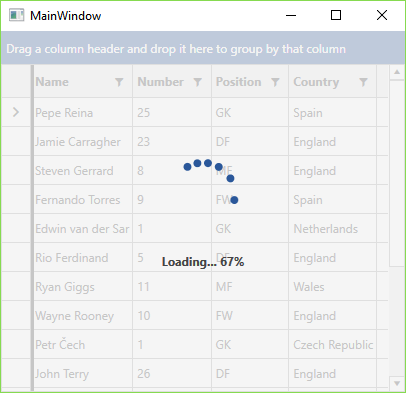 MainWindow
Drag a column header and drop it here to group by that column
Name Number Position Country
Pepe Reina 25 GK Spain
Jamie Carragher 23 DF England
Steven Gerrard 8 MF England
Fernando Torres 9 FW Spain
Edwin van der Sar 1 GK Netherlands
Rio Ferdinand 5 DF England
Loading... 67%
Ryan Giggs 11 MF Wales
Wayne Rooney 10 FW England
Petr Čech 1 GK Czech Republic
John Terry 26 DF England